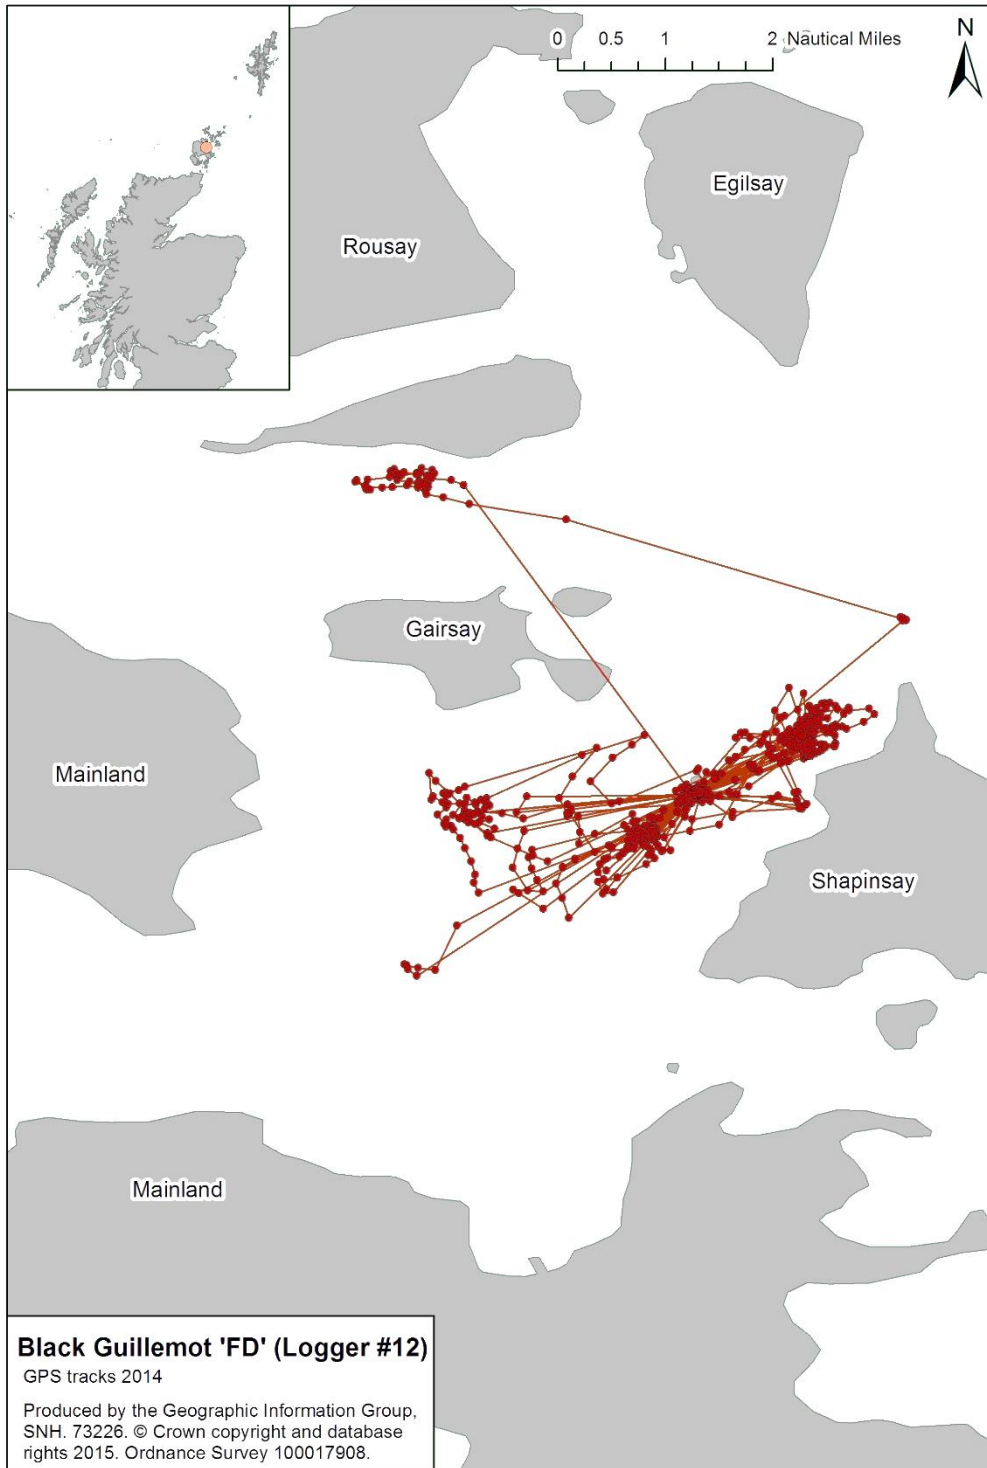 0 0.5 1 2 Nautical Miles
N
Egilsay
Rousay
Gairsay
Mainland
Shapinsay
Mainland
Black Guillemot 'FD' (Logger #12)
GPS tracks 2014
Produced by the Geographic Information Group,
SNH. 73226. © Crown copyright and database
rights 2015. Ordnance Survey 100017908.